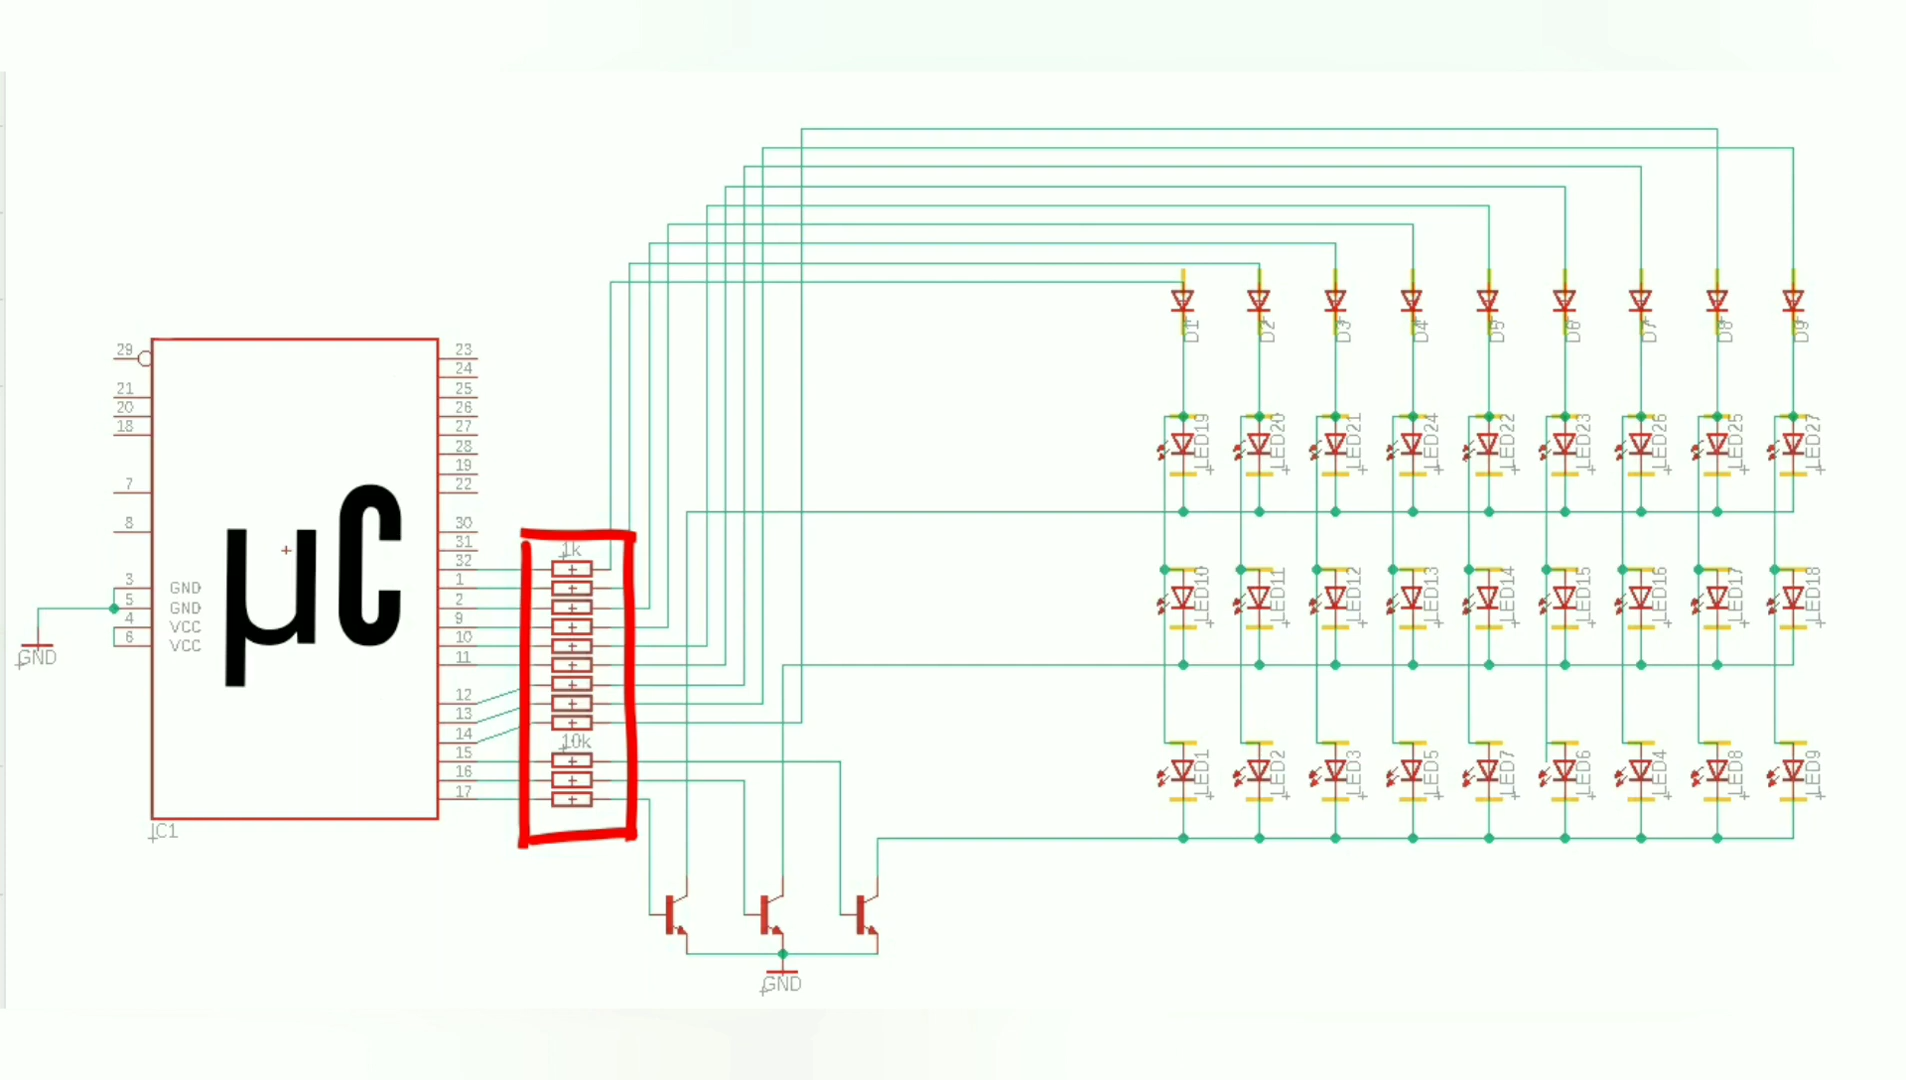 D1 D2 D3 D4 D5 D6 D7 D8 D9
29 23
24
21 25
20 26
18 27
28
19
7 22
LED19 LED20 LED21 LED24 LED22 LED23 LED26 LED25 LED27
8 30
31
32
1k
µC
3 GND 1
5 GND 2
4 VCC 9
6 VCC 10
11
GND
LED10 LED11 LED12 LED13 LED14 LED15 LED16 LED17 LED18
12
13
14
10k
15
16
17
LED1 LED2 LED3 LED5 LED7 LED6 LED4 LED8 LED9
IC1
GND